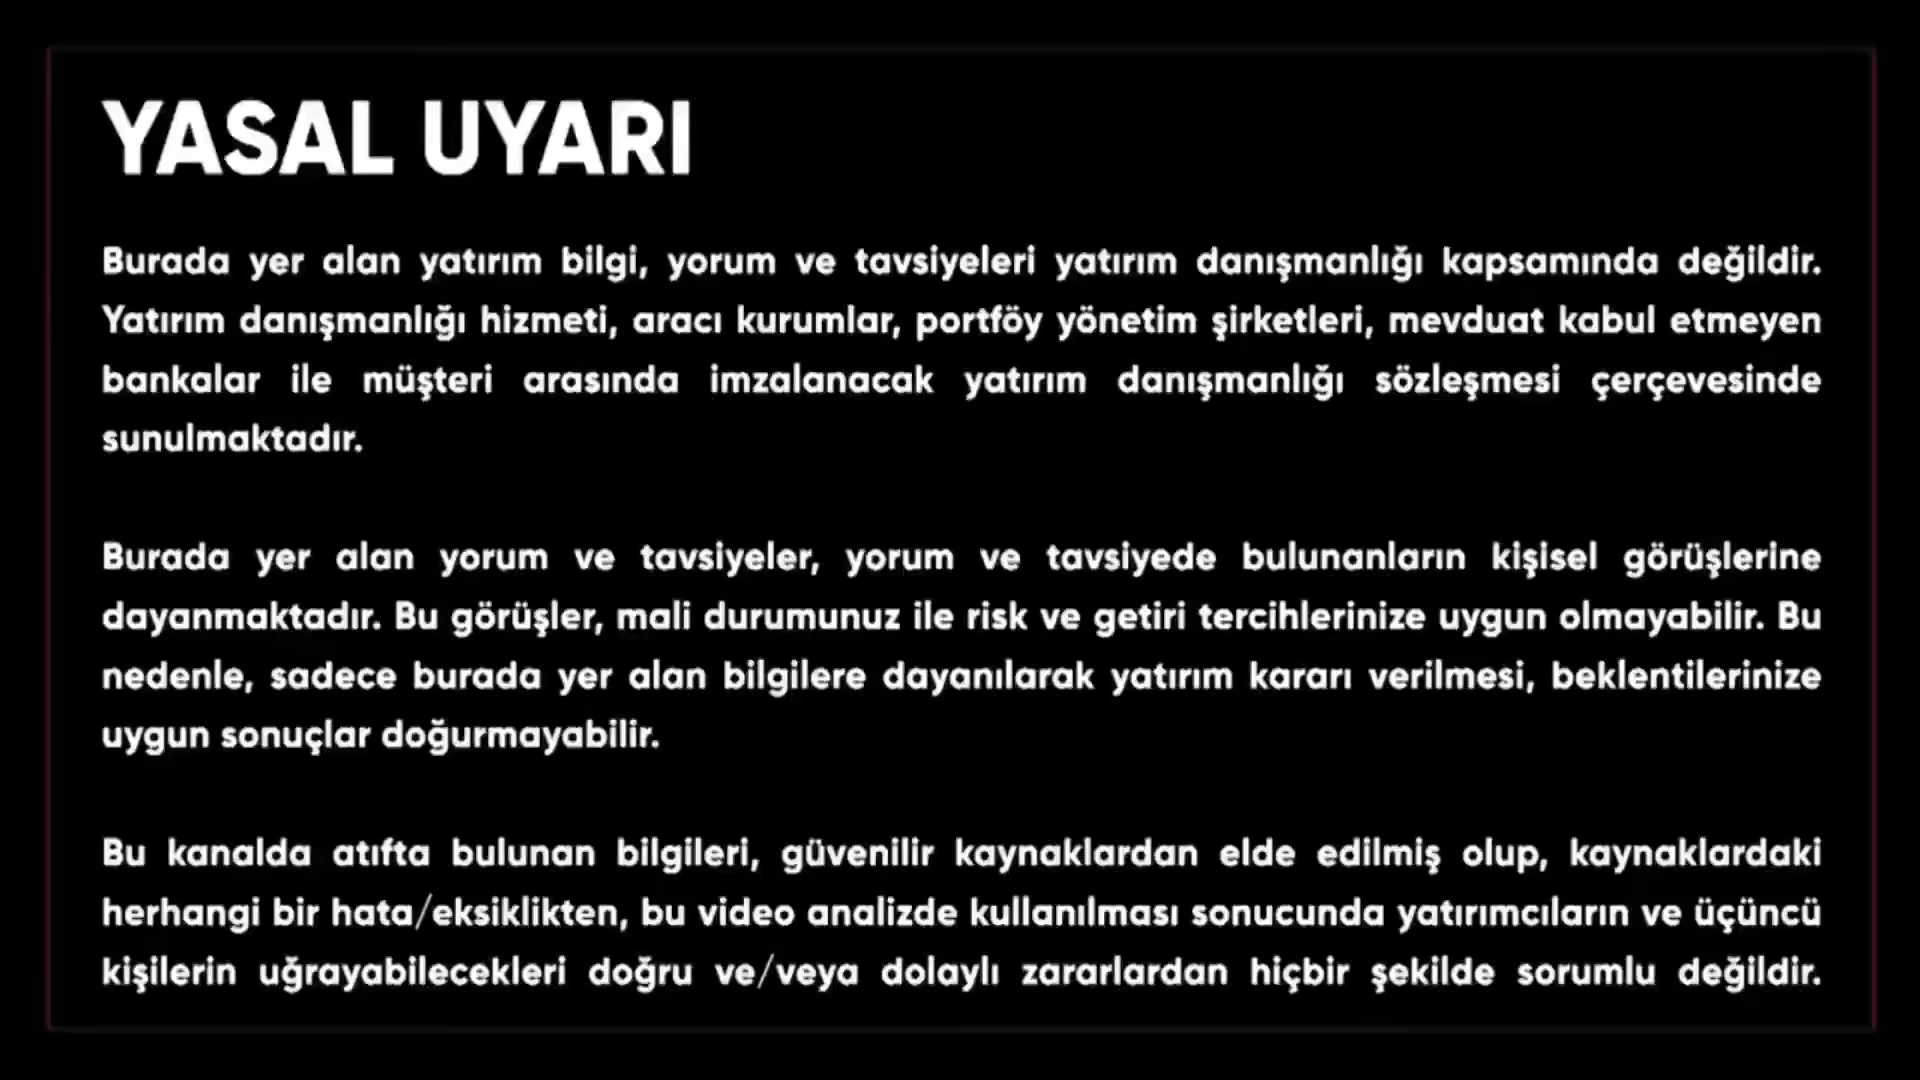 YASAL UYARI
Burada yer alan yatırım bilgi, yorum ve tavsiyeleri yatırım danışmanlığı kapsamında değildir.
Yatırım danışmanlığı hizmeti, aracı kurumlar, portföy yönetim şirketleri, mevduat kabul etmeyen
bankalar ile müşteri arasında imzalanacak yatırım danışmanlığı sözleşmesi çerçevesinde
sunulmaktadır.
Burada yer alan yorum ve tavsiyeler, yorum ve tavsiyede bulunanların kişisel görüşlerine
dayanmaktadır. Bu görüşler, mali durumunuz ile risk ve getiri tercihlerinize uygun olmayabilir. Bu
nedenle, sadece burada yer alan bilgilere dayanılarak yatırım kararı verilmesi, beklentilerinize
uygun sonuçlar doğurmayabilir.
Bu kanalda atıfta bulunan bilgileri, güvenilir kaynaklardan elde edilmiş olup, kaynaklardaki
herhangi bir hata/eksiklikten, bu video analizde kullanılması sonucunda yatırımcıların ve üçüncü
kişilerin uğrayabilecekleri doğru ve/veya dolaylı zararlardan hiçbir şekilde sorumlu değildir.